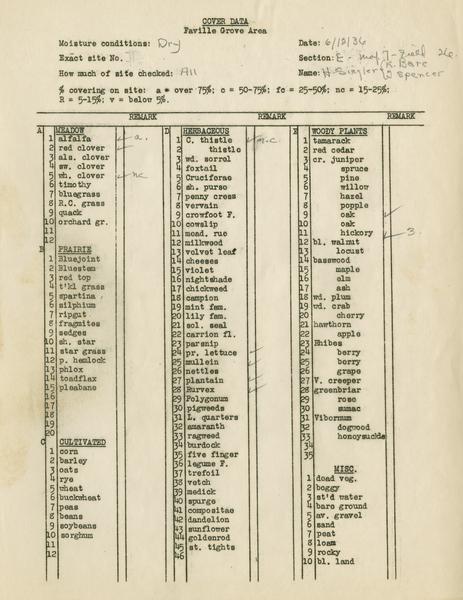 COVER DATA
Faville Grove Area
Moisture conditions: Dry
Date: 6/12/36
Exact site No.
Section: E - Map 7 - Field 26.
How much of site checked: All
Name: H. Singler, R. Bare
J Spencer
% covering on site: a = over 75%; c = 50-75%; fc = 25-50%; nc = 15-25%;
R = 5-15%; v = below 5%.
REMARK
A MEADOW
1 alfalfa a.
2 red clover
3 als. clover
4 sw. clover
5 wh. clover nc
6 timothy
7 bluegrass
8 R.C. grass
9 quack
10 orchard gr.
11
12
B PRAIRIE
1 Bluejoint
2 Bluestem
3 red top
4 t'kl grass
5 spartina
6 silphium
7 ripgut
8 fragmites
9 sedges
10 sh. star
11 star grass
12 p. hemlock
13 phlox
14 toadflax
15 pleabane
16
17
18
19
20
C CULTIVATED
1 corn
2 barley
3 oats
4 rye
5 wheat
6 buckwheat
7 peas
8 beans
9 soybeans
10 sorghum
11
12
REMARK
D HERBACEOUS
1 C. thistle n.c
2 thistle
3 wd. sorrel
4 foxtail
5 Cruciferae
6 sh. purso
7 penny cress
8 vervain
9 crowfoot F.
10 cowslip
11 mead. rue
12 milkwood
13 volvet leaf
14 cheeses
15 violet
16 nightshade
17 chickweed
18 campion
19 mint fam.
20 lily fam.
21 sol. seal
22 carrion fl.
23 parsnip
24 pr. lettuce
25 mullein
26 nettles
27 plantain
28 Rurvex
29 Polygonum
30 pigweeds
31 L. quarters
32 amaranth
33 ragweed
34 burdock
35 five finger
36 legume F.
37 trefoil
38 vetch
39 medick
40 spurge
41 compositae
42 dandelion
43 sunflower
44 goldenrod
45 st. tights
46
REMARK
E WOODY PLANTS
1 tamarack
2 red cedar
3 cr. juniper
4 spruce
5 pine
6 willow
7 hazel
8 popple
9 oak
10 oak
11 hickory 3.
12 bl. walnut
13 locust
14 basswood
15 maple
16 elm
17 ash
18 wd. plum
19 wd. crab
20 cherry
21 hawthorn
22 apple
23 Rhibes
24 berry
25 berry
26 grape
27 V. creeper
28 greenbriar
29 rose
30 sumac
31 Vibornum
32 dogwood
33 honoysuckle
34
35
MISC.
1 dead veg.
2 boggy
3 st'd water
4 bare ground
5 av. gravel
6 sand
7 peat
8 loam
9 rocky
10 bl. land